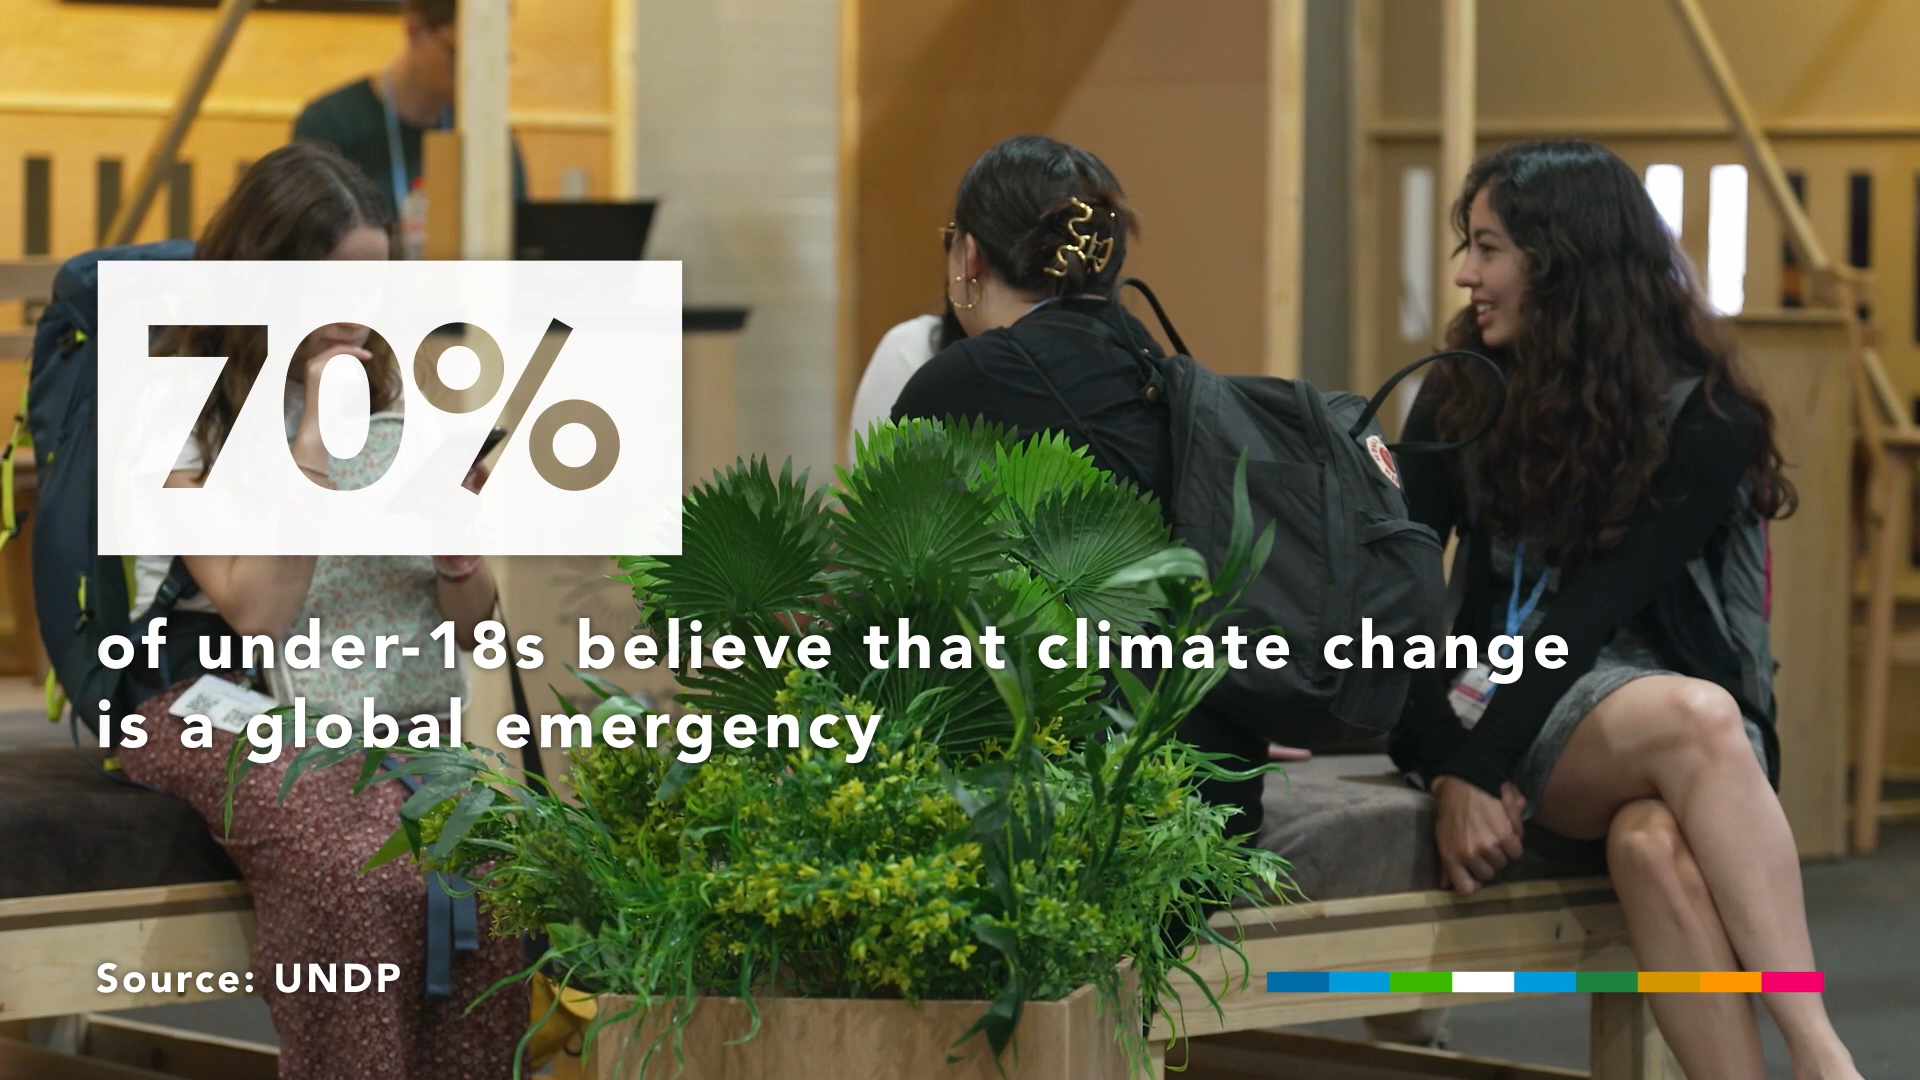 70%
of under-18s believe that climate change
is a global emergency
Source: UNDP